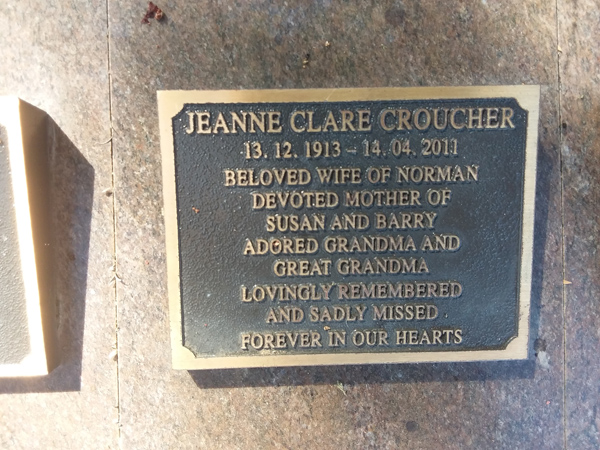 JEANNE CLARE CROUCHER
13. 12. 1913 – 14. 04. 2011
BELOVED WIFE OF NORMAN
DEVOTED MOTHER OF
SUSAN AND BARRY
ADORED GRANDMA AND
GREAT GRANDMA
LOVINGLY REMEMBERED
AND SADLY MISSED
FOREVER IN OUR HEARTS